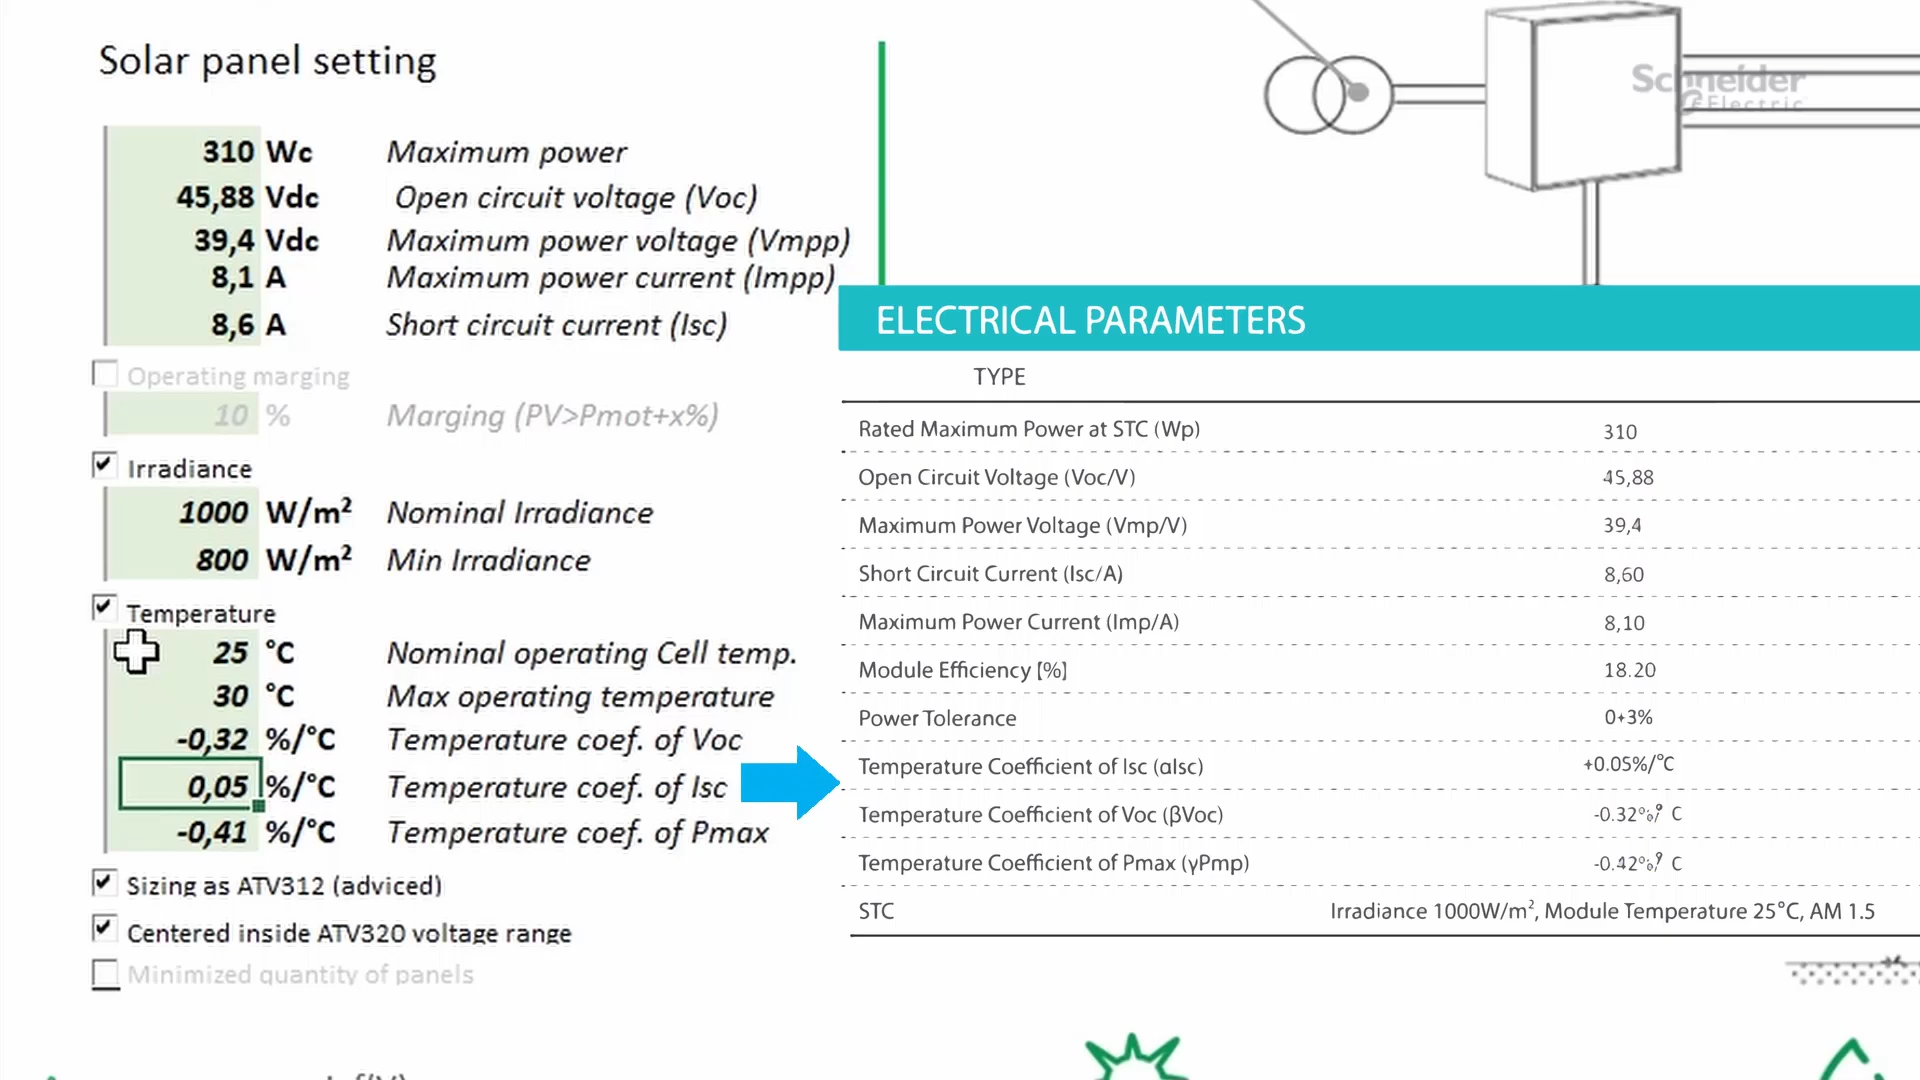 Solar panel setting
310 Wc Maximum power
45,88 Vdc Open circuit voltage (Voc)
39,4 Vdc Maximum power voltage (Vmpp)
8,1 A Maximum power current (Impp)
8,6 A Short circuit current (Isc)
Operating marging
10 % Marging (PV>Pmot+x%)
Irradiance
1000 W/m² Nominal Irradiance
800 W/m² Min Irradiance
Temperature
25 °C Nominal operating Cell temp.
30 °C Max operating temperature
-0,32 %/°C Temperature coef. of Voc
0,05 %/°C Temperature coef. of Isc
-0,41 %/°C Temperature coef. of Pmax
Sizing as ATV312 (adviced)
Centered inside ATV320 voltage range
Minimized quantity of panels
Schneider
Electric
ELECTRICAL PARAMETERS
TYPE
Rated Maximum Power at STC (Wp) 310
Open Circuit Voltage (Voc/V) 45,88
Maximum Power Voltage (Vmp/V) 39,4
Short Circuit Current (Isc/A) 8,60
Maximum Power Current (Imp/A) 8,10
Module Efficiency [%] 18.20
Power Tolerance 0+3%
Temperature Coefficient of Isc (αIsc) +0.05%/°C
Temperature Coefficient of Voc (βVoc) -0.32%/° C
Temperature Coefficient of Pmax (γPmp) -0.42%/° C
STC Irradiance 1000W/m², Module Temperature 25°C, AM 1.5